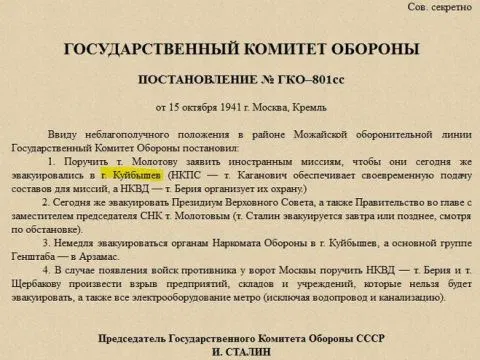 Сов. секретно
ГОСУДАРСТВЕННЫЙ КОМИТЕТ ОБОРОНЫ
ПОСТАНОВЛЕНИЕ № ГКО–801сс
от 15 октября 1941 г. Москва, Кремль
Ввиду неблагополучного положения в районе Можайской оборонительной линии
Государственный Комитет Обороны постановил:
1. Поручить т. Молотову заявить иностранным миссиям, чтобы они сегодня же
эвакуировались в г. Куйбышев (НКПС — т. Каганович обеспечивает своевременную подачу
составов для миссий, а НКВД — т. Берия организует их охрану.)
2. Сегодня же эвакуировать Президиум Верховного Совета, а также Правительство во главе с
заместителем председателя СНК т. Молотовым (т. Сталин эвакуируется завтра или позднее, смотря
по обстановке).
3. Немедля эвакуироваться органам Наркомата Обороны в г. Куйбышев, а основной группе
Генштаба — в Арзамас.
4. В случае появления войск противника у ворот Москвы поручить НКВД — т. Берия и т.
Щербакову произвести взрыв предприятий, складов и учреждений, которые нельзя будет
эвакуировать, а также все электрооборудование метро (исключая водопровод и канализацию).
Председатель Государственного Комитета Обороны СССР
И. СТАЛИН